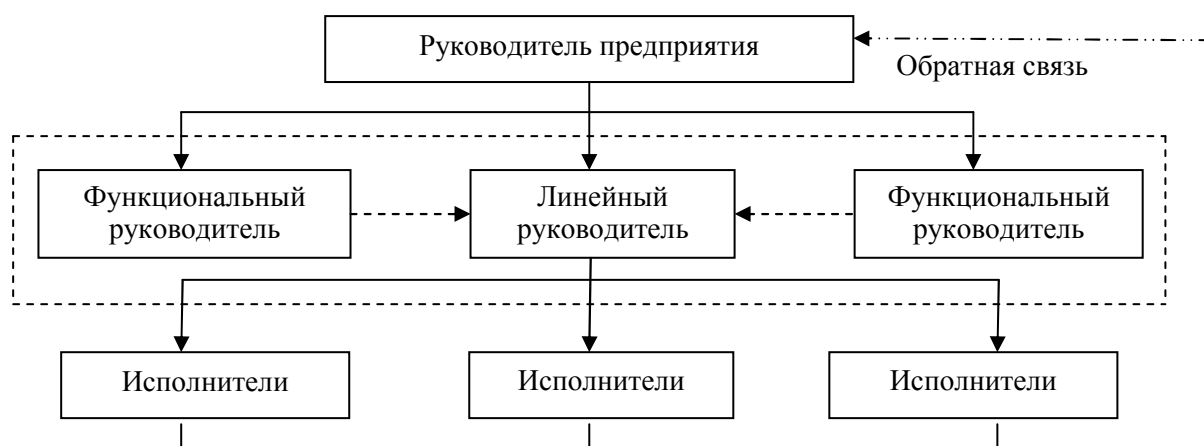 Руководитель предприятия
Обратная связь
Функциональный
руководитель
Линейный
руководитель
Функциональный
руководитель
Исполнители
Исполнители
Исполнители